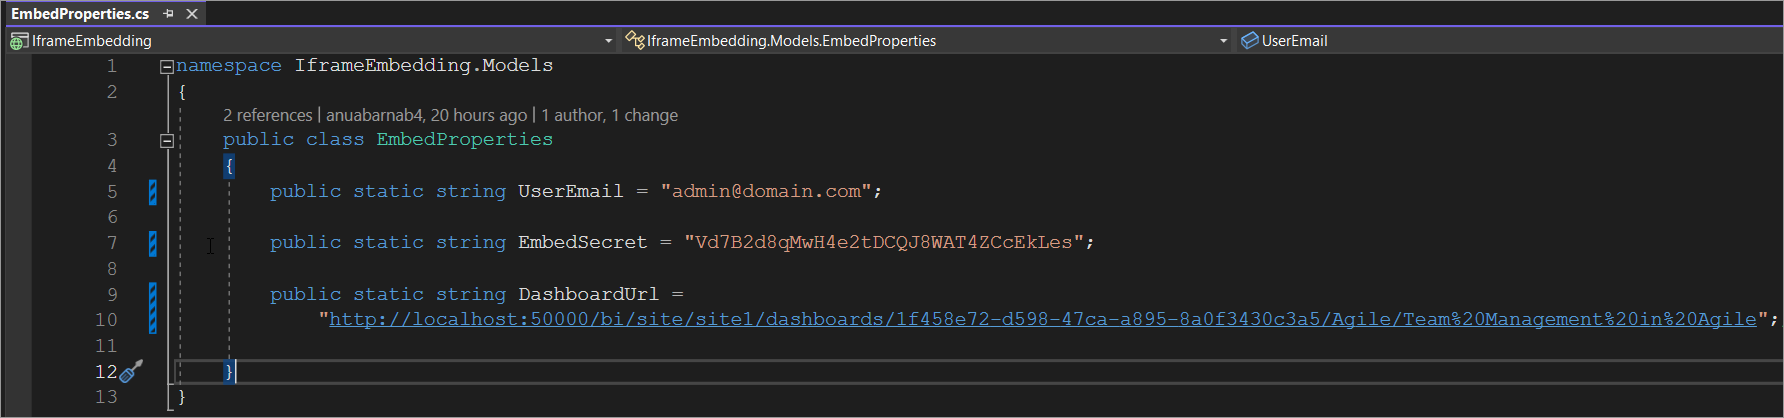 EmbedProperties.cs
IframeEmbedding
IframeEmbedding.Models.EmbedProperties
UserEmail
1 namespace IframeEmbedding.Models
2 {
2 references | anuabarnab4, 20 hours ago | 1 author, 1 change
3 public class EmbedProperties
4 {
5 public static string UserEmail = "admin@domain.com";
6
7 public static string EmbedSecret = "Vd7B2d8qMwH4e2tDCQJ8WAT4ZCcEkLes";
8
9 public static string DashboardUrl =
10 "http://localhost:50000/bi/site/site1/dashboards/1f458e72-d598-47ca-a895-8a0f3430c3a5/Agile/Team%20Management%20in%20Agile";
11
12 }
13 }